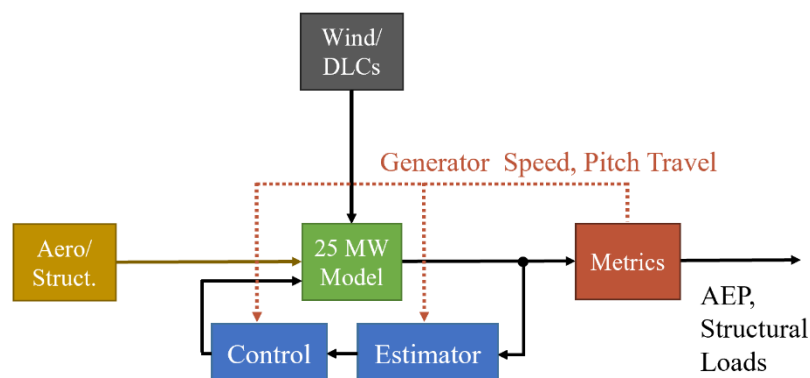 Wind/
DLCs
Generator Speed, Pitch Travel
Aero/
Struct.
25 MW
Model
Metrics
AEP,
Structural
Loads
Control
Estimator